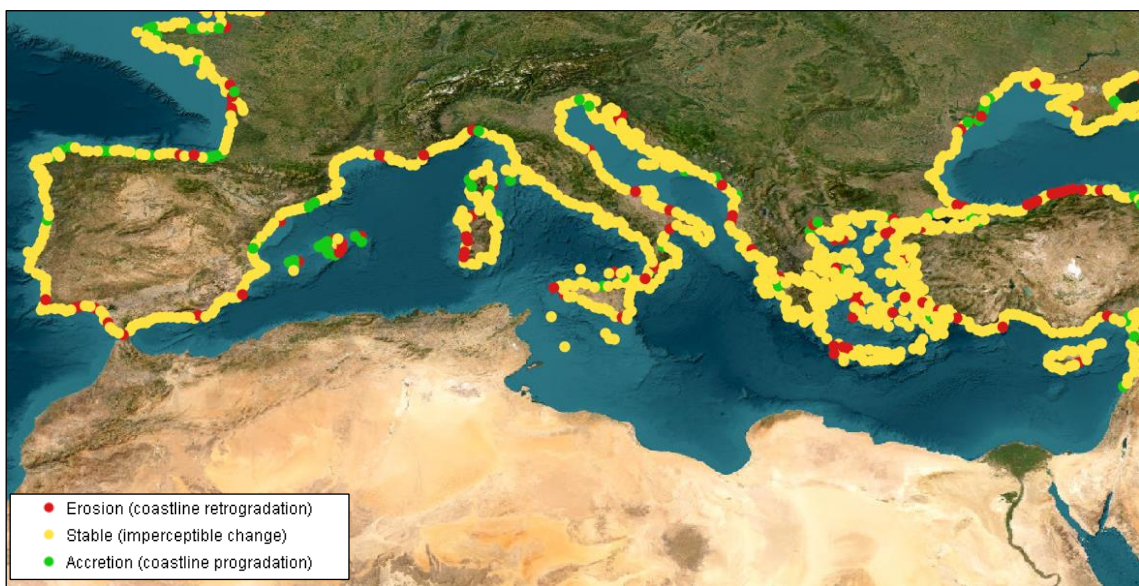 Erosion (coastline retrogradation)
Stable (imperceptible change)
Accretion (coastline progradation)